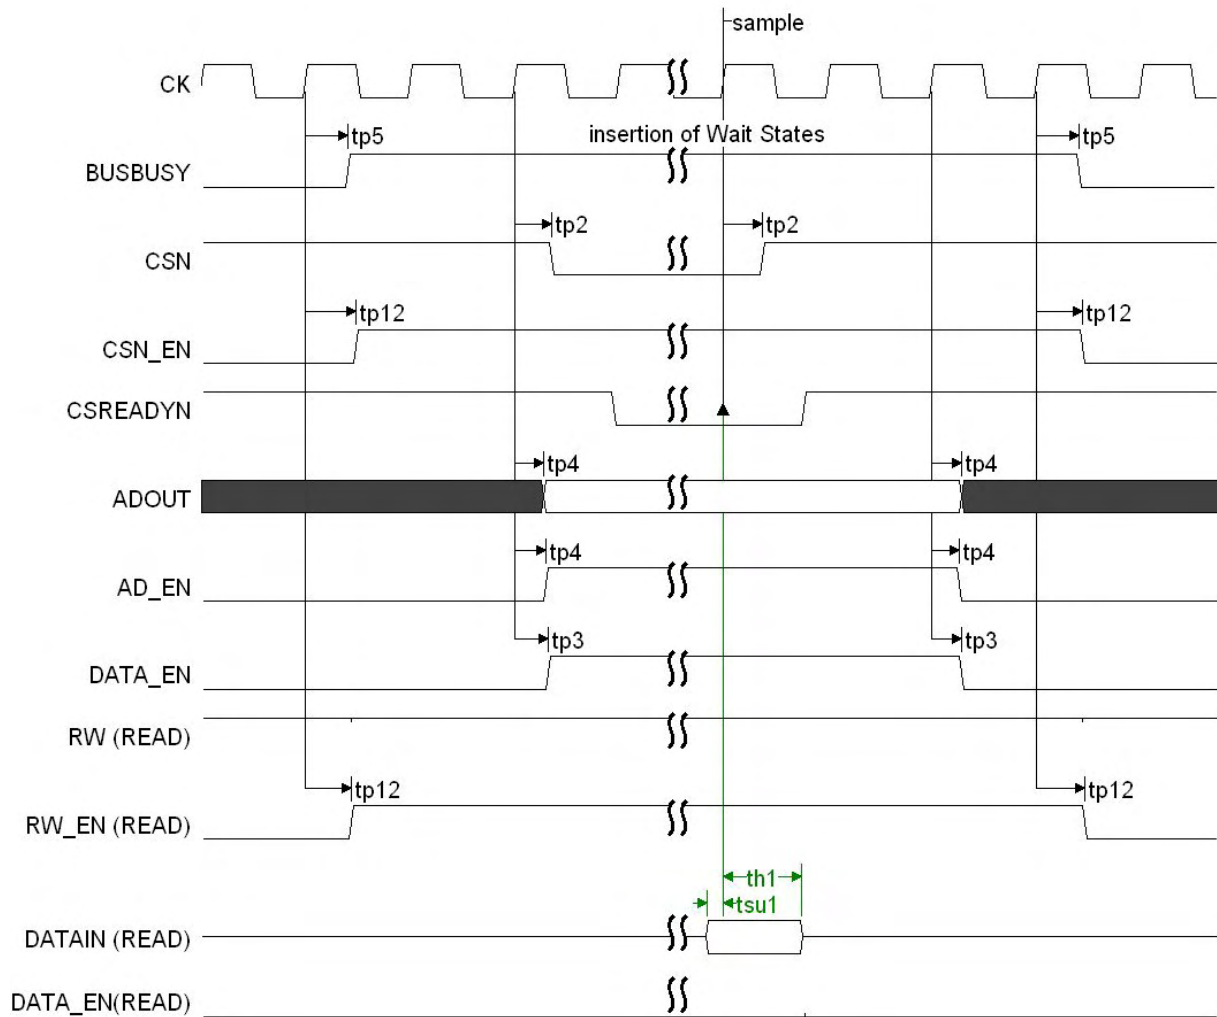 sample
CK
insertion of Wait States
tp5 tp5
BUSBUSY
tp2 tp2
CSN
tp12 tp12
CSN_EN
CSREADYN
tp4 tp4
ADOUT
tp4 tp4
AD_EN
tp3 tp3
DATA_EN
RW (READ)
tp12 tp12
RW_EN (READ)
th1
tsu1
DATAIN (READ)
DATA_EN(READ)